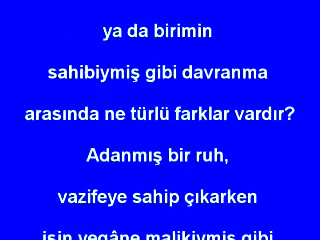 ya da birimin
sahibiymiş gibi davranma
arasında ne türlü farklar vardır?
Adanmış bir ruh,
vazifeye sahip çıkarken
işin yegâne malikiymiş gibi